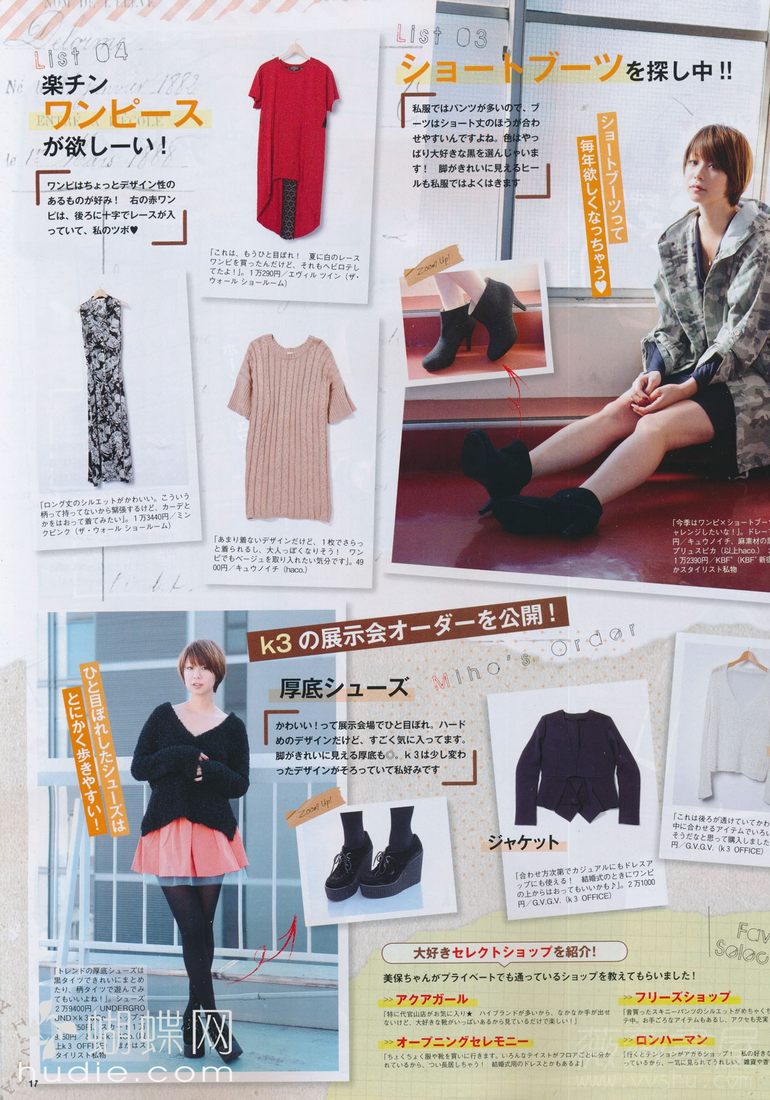 List 04
楽チン
ワンピース
が欲しーい！
ワンピはちょっとデザイン性の
あるものが好み！ 右の赤ワン
ピは、後ろに十字でレースが入
っていて、私のツボ♥
「これは、もうひと目ぼれ！ 夏に白のレース
ワンピを買ったんだけど、それもヘビロテし
てたよ！」。1万290円／エヴィル ツイン（ザ・
ウォール ショールーム）
「ロング丈のシルエットがかわいい。こういう
柄って持ってないから緊張するけど、カーデと
かをはおって着てみたい」。1万3440円／ミン
クピンク（ザ・ウォール ショールーム）
「あまり着ないデザインだけど、1枚でさらっ
と着られるし、大人っぽくなりそう！ ワン
ピでもベージュを取り入れたい気分です」。49
00円／キュウノイチ（haco.）
List 03
ショートブーツを探し中!!
私服ではパンツが多いので、ブ
ーツはショート丈のほうが合わ
せやすいんですよね。色はやっ
ぱり大好きな黒を選んじゃいま
す！ 脚がきれいに見えるヒー
ルも私服ではよくはきます
ショートブーツって
毎年欲しくなっちゃう♥
Zoom Up!
「今季はワンピ×ショートブー
ャレンジしたいな！」。ドレー
円／キュウノイチ、麻素材の
プリュスピカ（以上haco.）
1万2390円／KBF⁺（KBF⁺新宿
かスタイリスト私物
k3の展示会オーダーを公開！
Miho's Order
ひと目ぼれしたシューズは
とにかく歩きやすい！
厚底シューズ
かわいい！って展示会場でひと目ぼれ。ハード
めのデザインだけど、すごく気に入ってます。
脚がきれいに見える厚底も◎。k3は少し変わ
ったデザインがそろっていて私好みです
Zoom Up!
「トレンドの厚底シューズは
黒タイツできれいにまとめ
たり、柄タイツで遊んでみ
てもいいよね！」。シューズ
2万9400円／UNDERGRO
UND×k3
ジャケット
「合わせ方次第でカジュアルにもドレスア
ップにも使える！ 結婚式のときにワンピ
の上からはおってもいいかも♪」。2万1000
円／G.V.G.V.（k3 OFFICE）
「これは後ろが透けていてかわ
中に合わせるアイテムでいろい
そうだなと思って購入しました
円／G.V.G.V.（k3 OFFICE）
Fav
Selec
大好きセレクトショップを紹介!
美保ちゃんがプライベートでも通っているショップを教えてもらいました！
>>アクアガール
「特に代官山店がお気に入り★ ハイブランドが多いから、なかなか手が出
せないけど、大好きな靴がいっぱいあるから見ているだけで楽しい！」
>>オープニングセレモニー
「ちょくちょく服や靴を買いに行きます。いろんなテイストがフロアごとに分か
れているから、つい長居しちゃう！ 結婚式用のドレスとかもあるよ」
>>フリーズショップ
「昔買ったスキニーパンツのシルエットがめちゃくち
中。お手ごろなアイテムもあるし、アクセも充実
>>ロンハーマン
「行くとテンションがアガるショップ！ 私の好きな
っているから、一気に見られてうれしい。雑貨や香
17
蝴蝶网
hudie.com